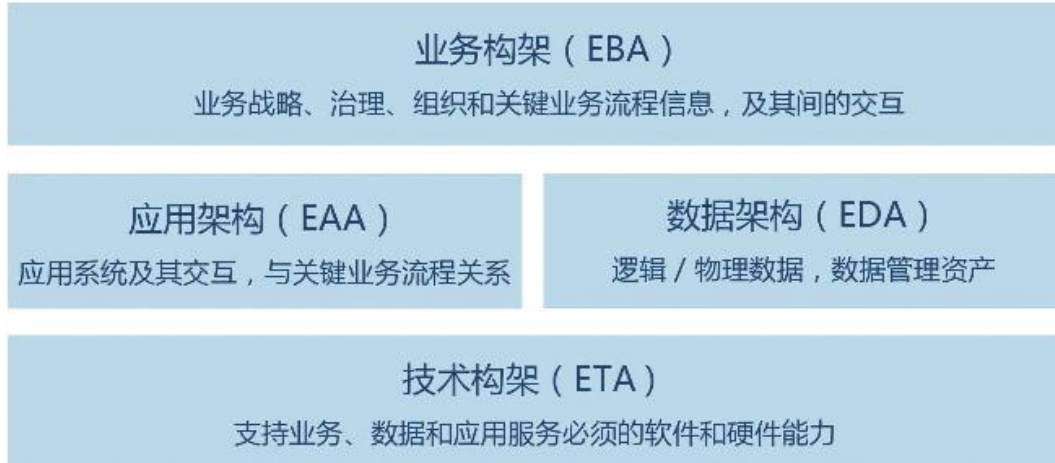 业务构架（EBA）
业务战略、治理、组织和关键业务流程信息，及其间的交互
应用架构（EAA）
应用系统及其交互，与关键业务流程关系
数据架构（EDA）
逻辑 / 物理数据，数据管理资产
技术构架（ETA）
支持业务、数据和应用服务必须的软件和硬件能力